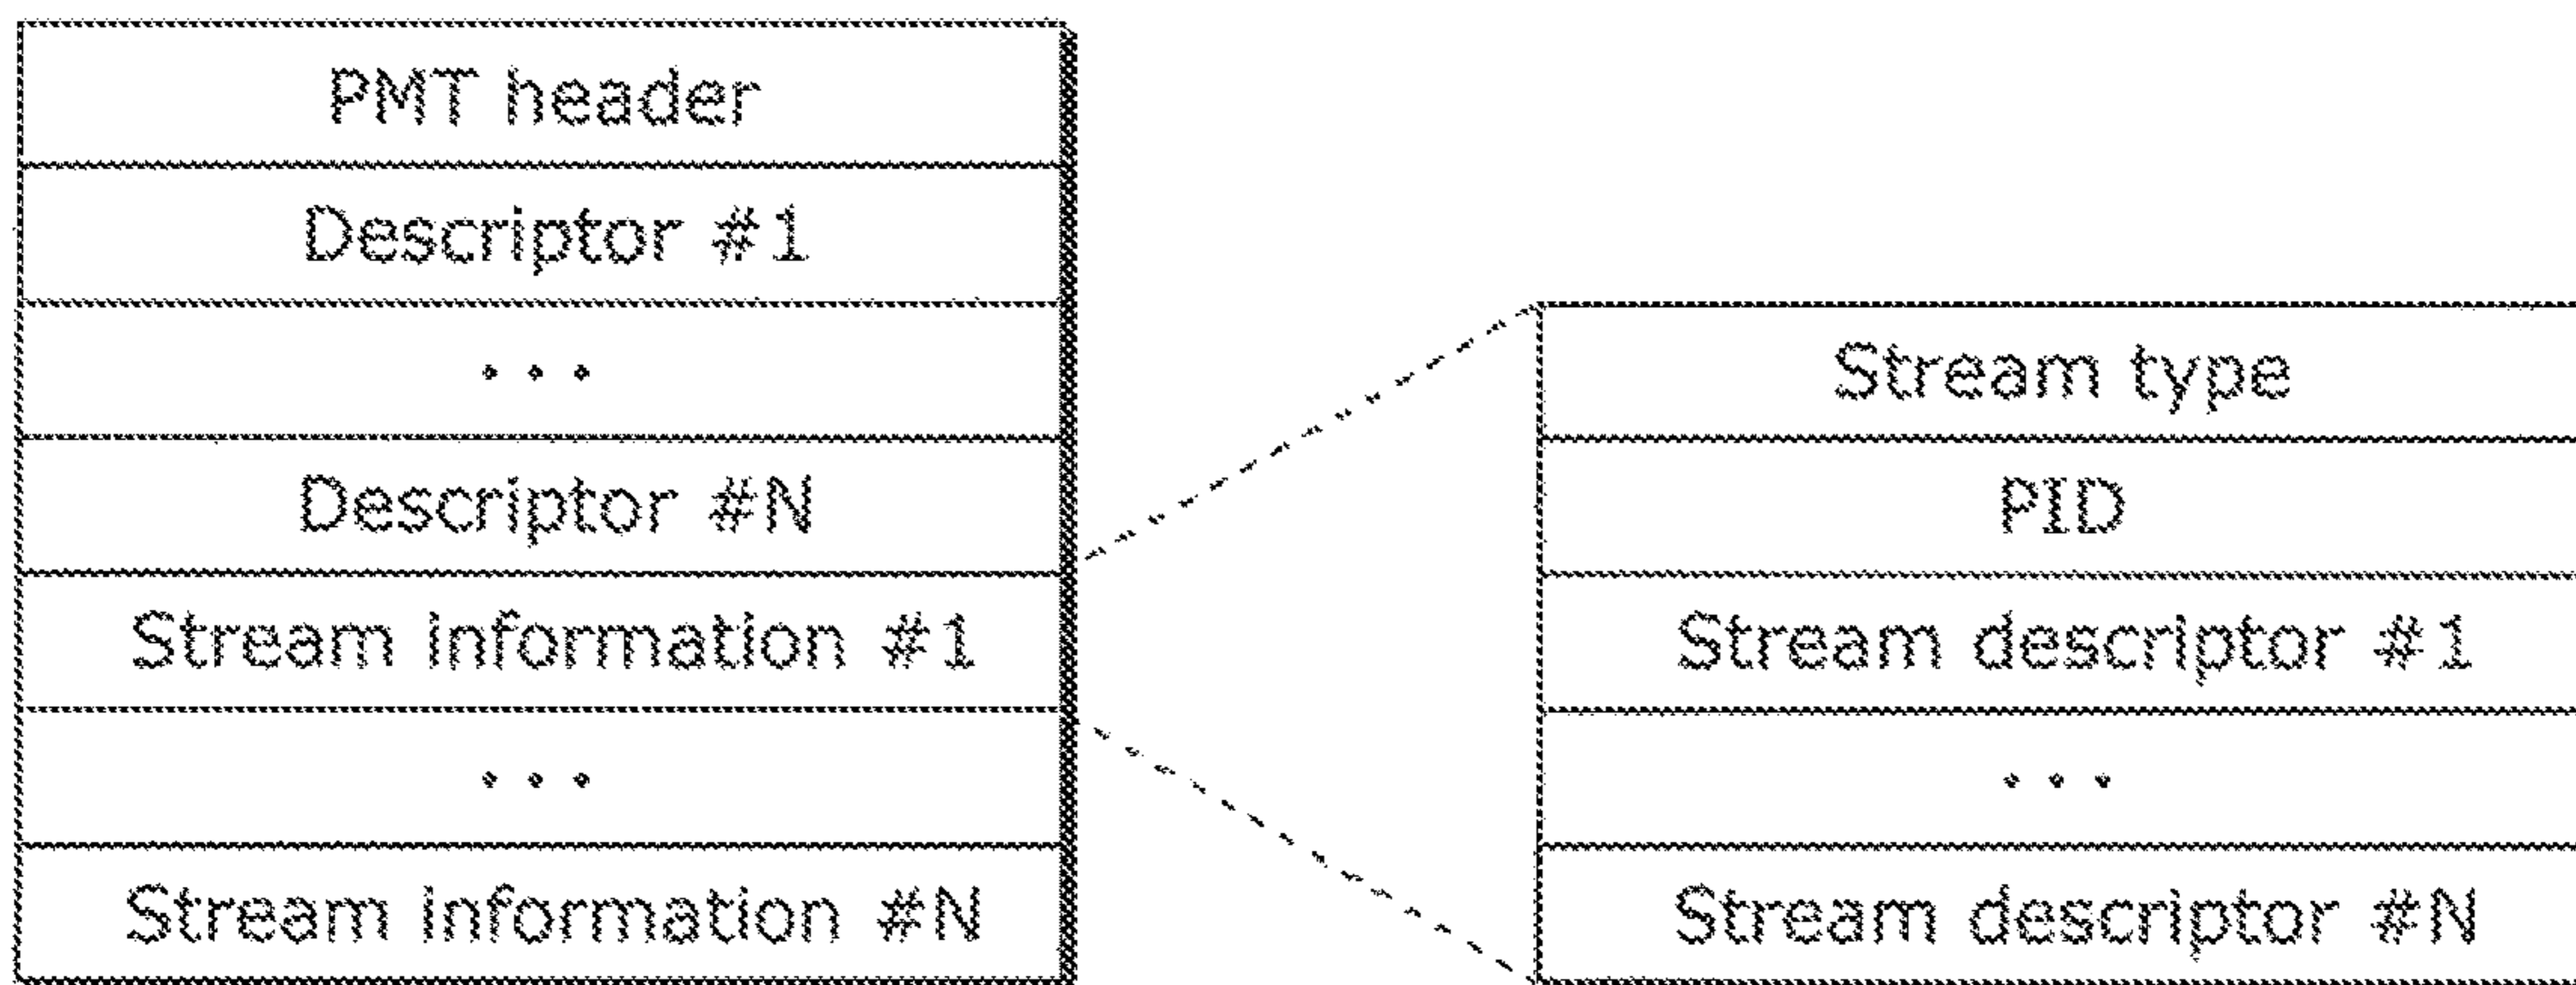 PMT header
Descriptor #1
...
Descriptor #N
Stream information #1
...
Stream information #N
Stream type
PID
Stream descriptor #1
...
Stream descriptor #N